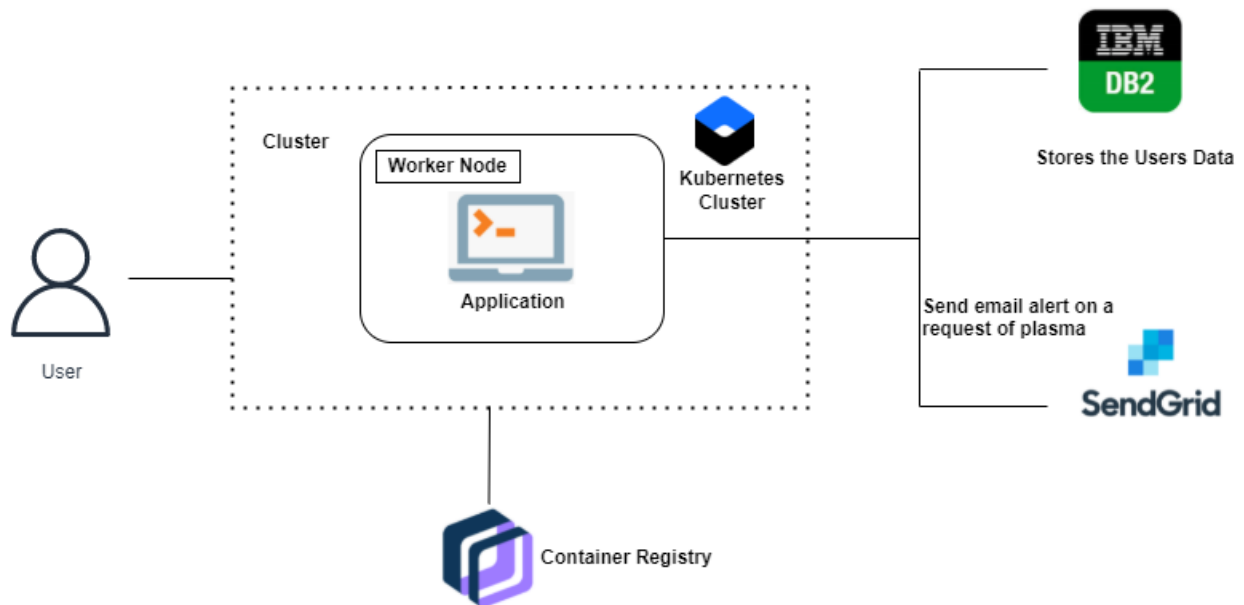 IBM
DB2
Stores the Users Data
Cluster
Worker Node
Kubernetes
Cluster
Application
User
Send email alert on a
request of plasma
SendGrid
Container Registry